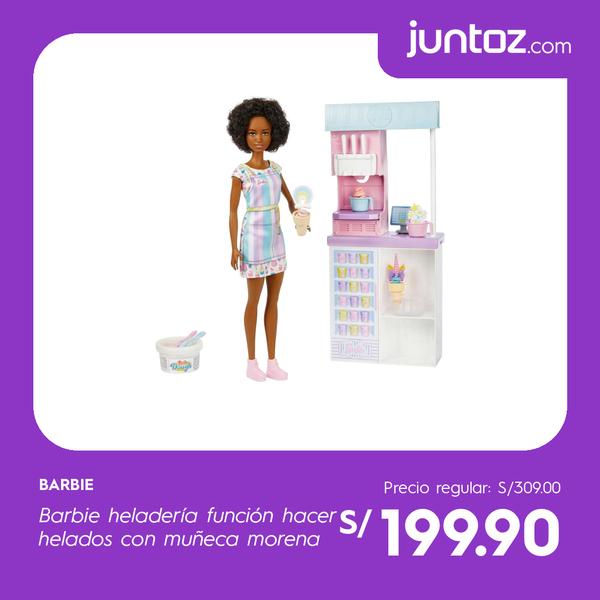 juntoz.com
BARBIE
Barbie heladería función hacer
helados con muñeca morena
Precio regular: S/309.00
S/199.90